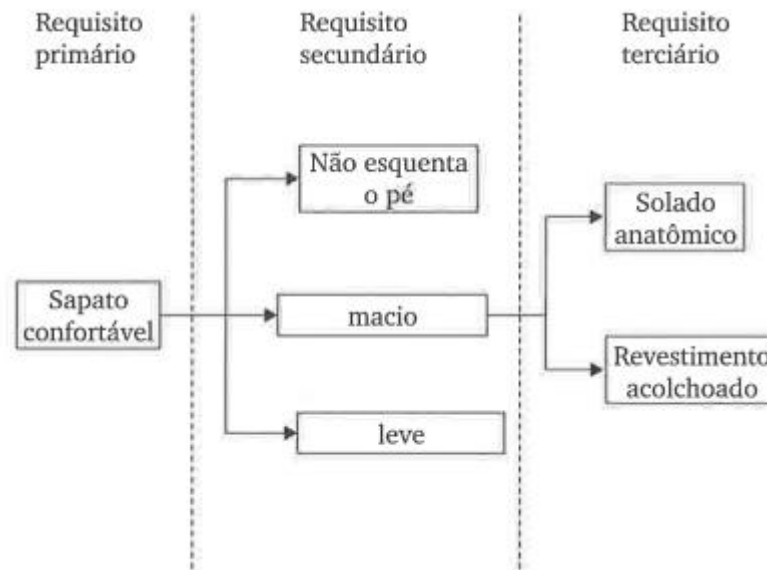 Requisito
primário
Requisito
secundário
Requisito
terciário
Não esquenta
o pé
Solado
anatômico
Sapato
confortável
macio
Revestimento
acolchoado
leve